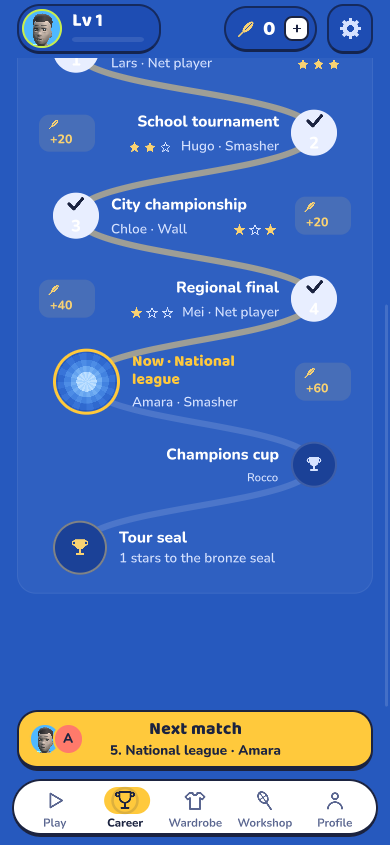 Lv 1
0
+
1
Lars · Net player
School tournament
+20
Hugo · Smasher
2
City championship
3
Chloe · Wall
+20
Regional final
+40
Mei · Net player
4
Now · National
league
+60
Amara · Smasher
Champions cup
Rocco
Tour seal
1 stars to the bronze seal
Next match
A
5. National league · Amara
Play
Career
Wardrobe
Workshop
Profile